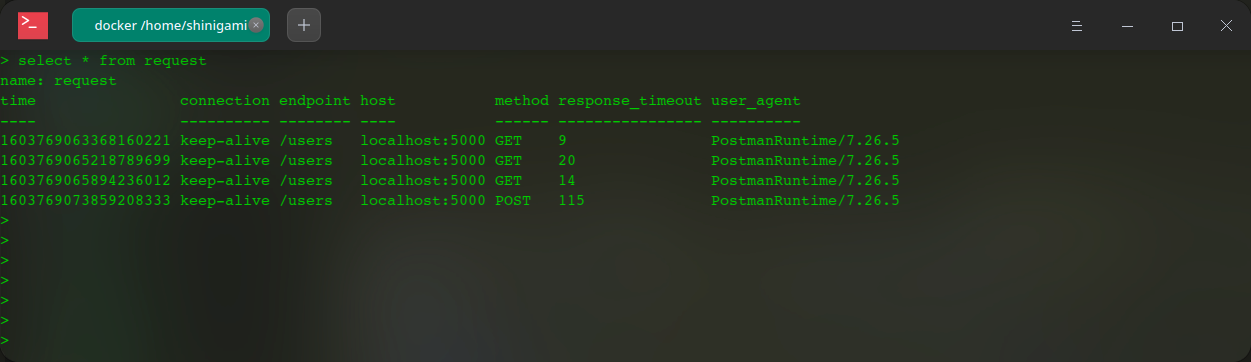 >_ docker /home/shinigami
> select * from request
name: request
time                connection endpoint host           method response_timeout user_agent
----                ---------- -------- ----           ------ ---------------- ----------
1603769063368160221 keep-alive /users   localhost:5000 GET    9                PostmanRuntime/7.26.5
1603769065218789699 keep-alive /users   localhost:5000 GET    20               PostmanRuntime/7.26.5
1603769065894236012 keep-alive /users   localhost:5000 GET    14               PostmanRuntime/7.26.5
1603769073859208333 keep-alive /users   localhost:5000 POST   115              PostmanRuntime/7.26.5
>
>
>
>
>
>
>